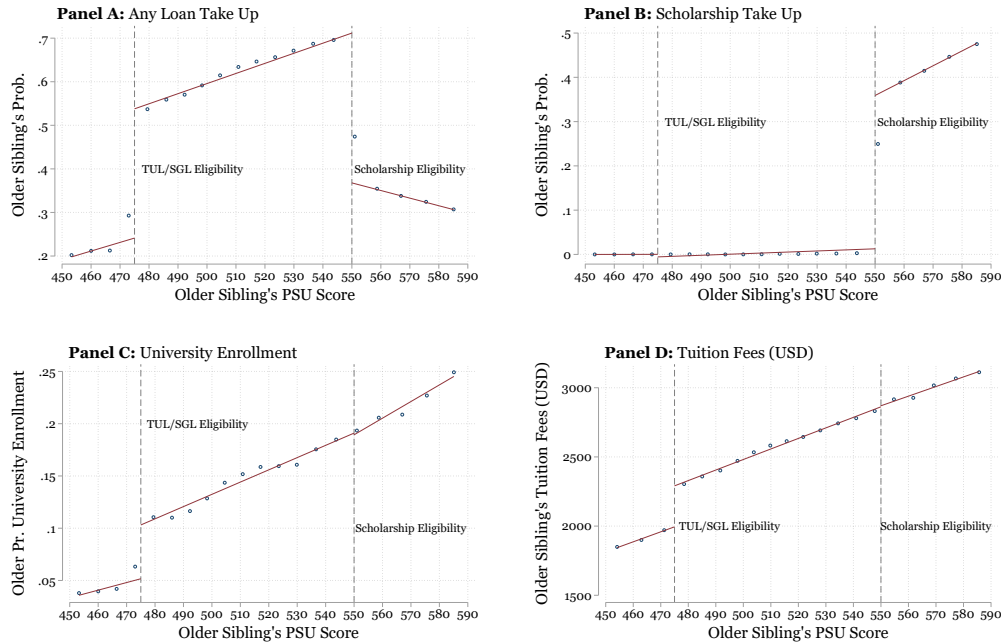 Panel A: Any Loan Take Up
Older Sibling's Prob.
.7
.6
.5
.4
.3
.2
TUL/SGL Eligibility
Scholarship Eligibility
450 460 470 480 490 500 510 520 530 540 550 560 570 580 590
Older Sibling's PSU Score
Panel B: Scholarship Take Up
Older Sibling's Prob.
.5
.4
.3
.2
.1
0
TUL/SGL Eligibility
Scholarship Eligibility
450 460 470 480 490 500 510 520 530 540 550 560 570 580 590
Older Sibling's PSU Score
Panel C: University Enrollment
Older Pr. University Enrollment
.25
.2
.15
.1
.05
TUL/SGL Eligibility
Scholarship Eligibility
450 460 470 480 490 500 510 520 530 540 550 560 570 580 590
Older Sibling's PSU Score
Panel D: Tuition Fees (USD)
Older Sibling's Tuition Fees (USD)
3000
2500
2000
1500
TUL/SGL Eligibility
Scholarship Eligibility
450 460 470 480 490 500 510 520 530 540 550 560 570 580 590
Older Sibling's PSU Score